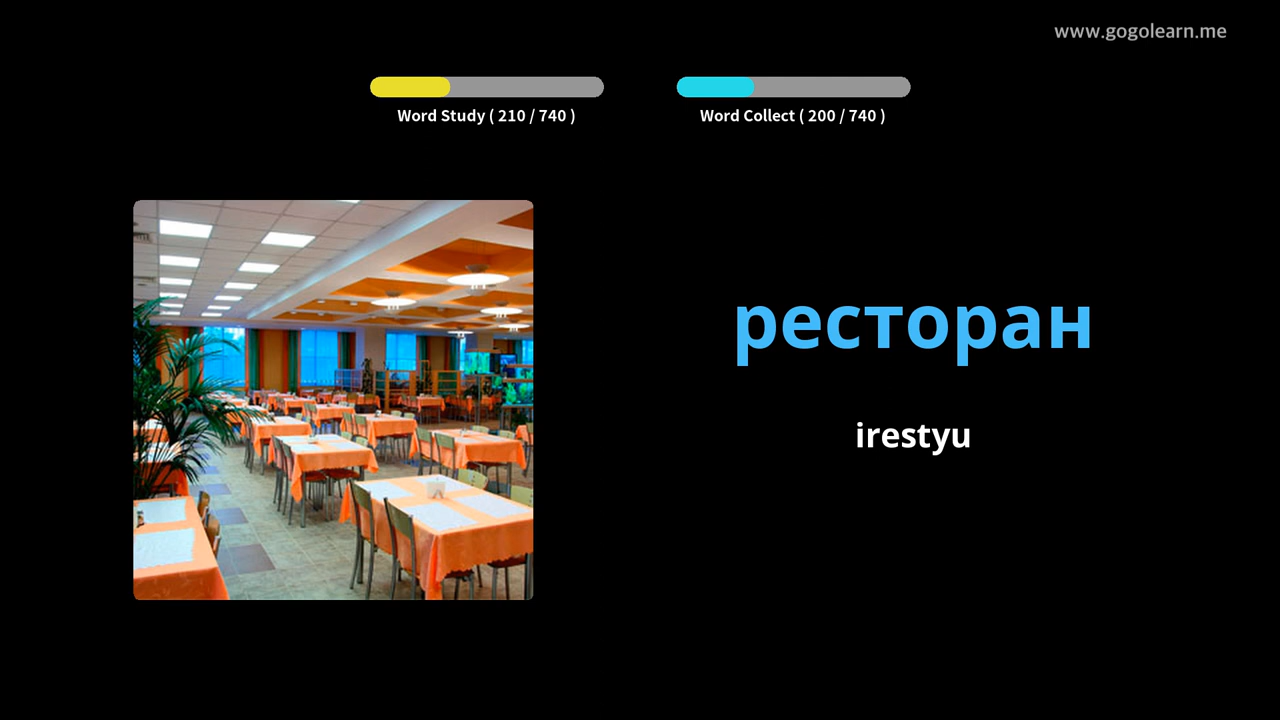 www.gogolearn.me
Word Study ( 210 / 740 )
Word Collect ( 200 / 740 )
ресторан
irestyu